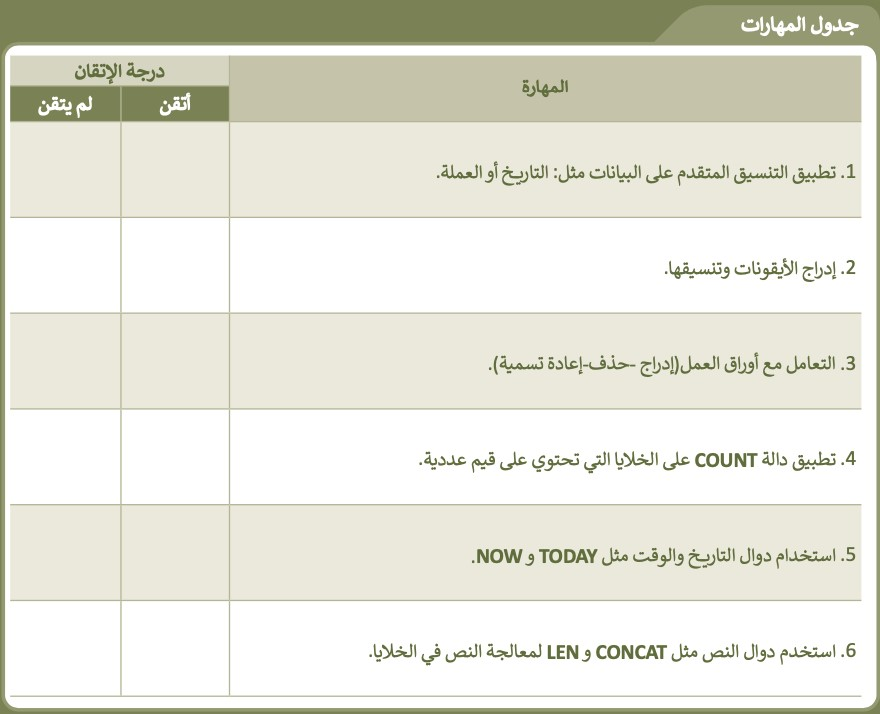 جدول المهارات
المهارة
درجة الإتقان
أتقن
لم يتقن
1. تطبيق التنسيق المتقدم على البيانات مثل: التاريخ أو العملة.
2. إدراج الأيقونات وتنسيقها.
3. التعامل مع أوراق العمل(إدراج -حذف-إعادة تسمية).
4. تطبيق دالة COUNT على الخلايا التي تحتوي على قيم عددية.
5. استخدام دوال التاريخ والوقت مثل TODAY و NOW.
6. استخدم دوال النص مثل CONCAT و LEN لمعالجة النص في الخلايا.